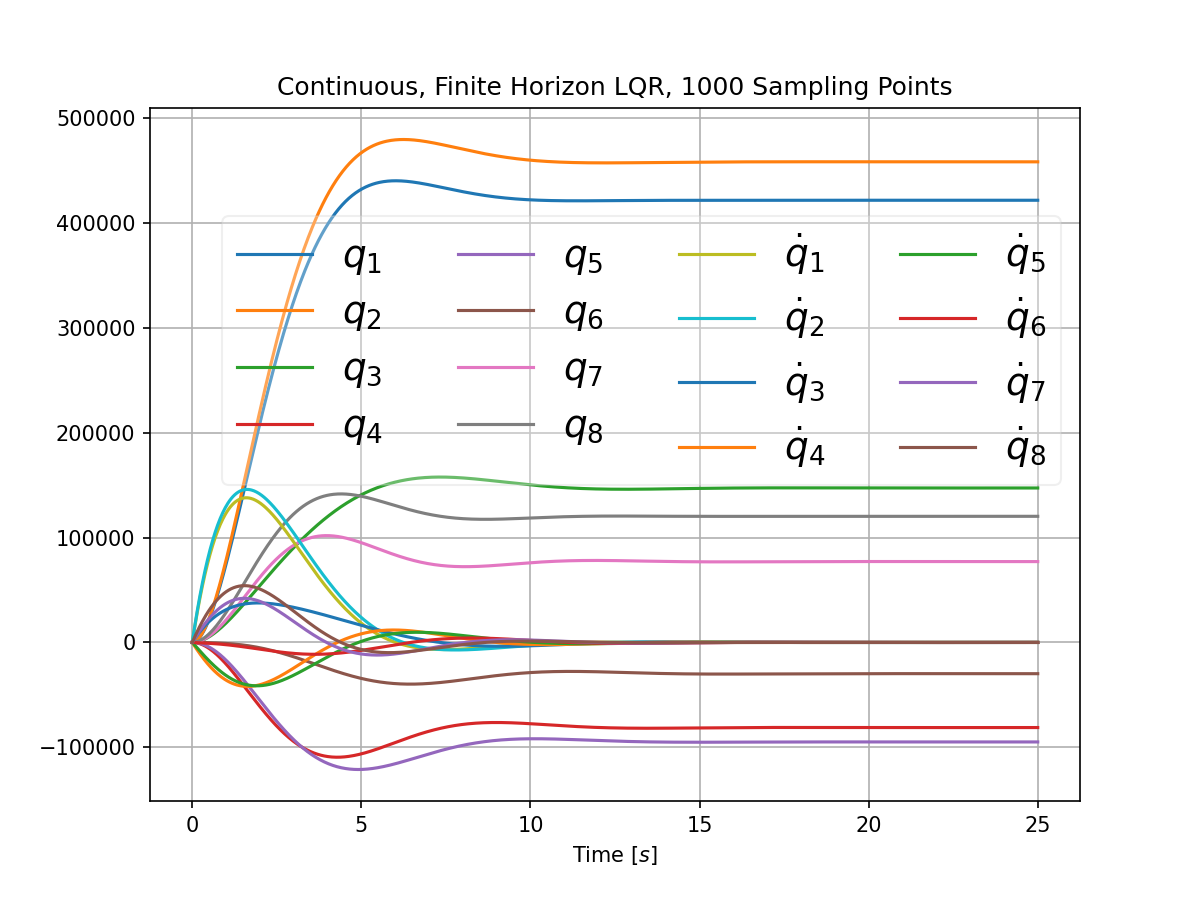 Continuous, Finite Horizon LQR, 1000 Sampling Points
500000
400000
300000
200000
100000
0
−100000
q₁ q₅ q̇₁ q̇₅
q₂ q₆ q̇₂ q̇₆
q₃ q₇ q̇₃ q̇₇
q₄ q₈ q̇₄ q̇₈
0 5 10 15 20 25
Time [s]